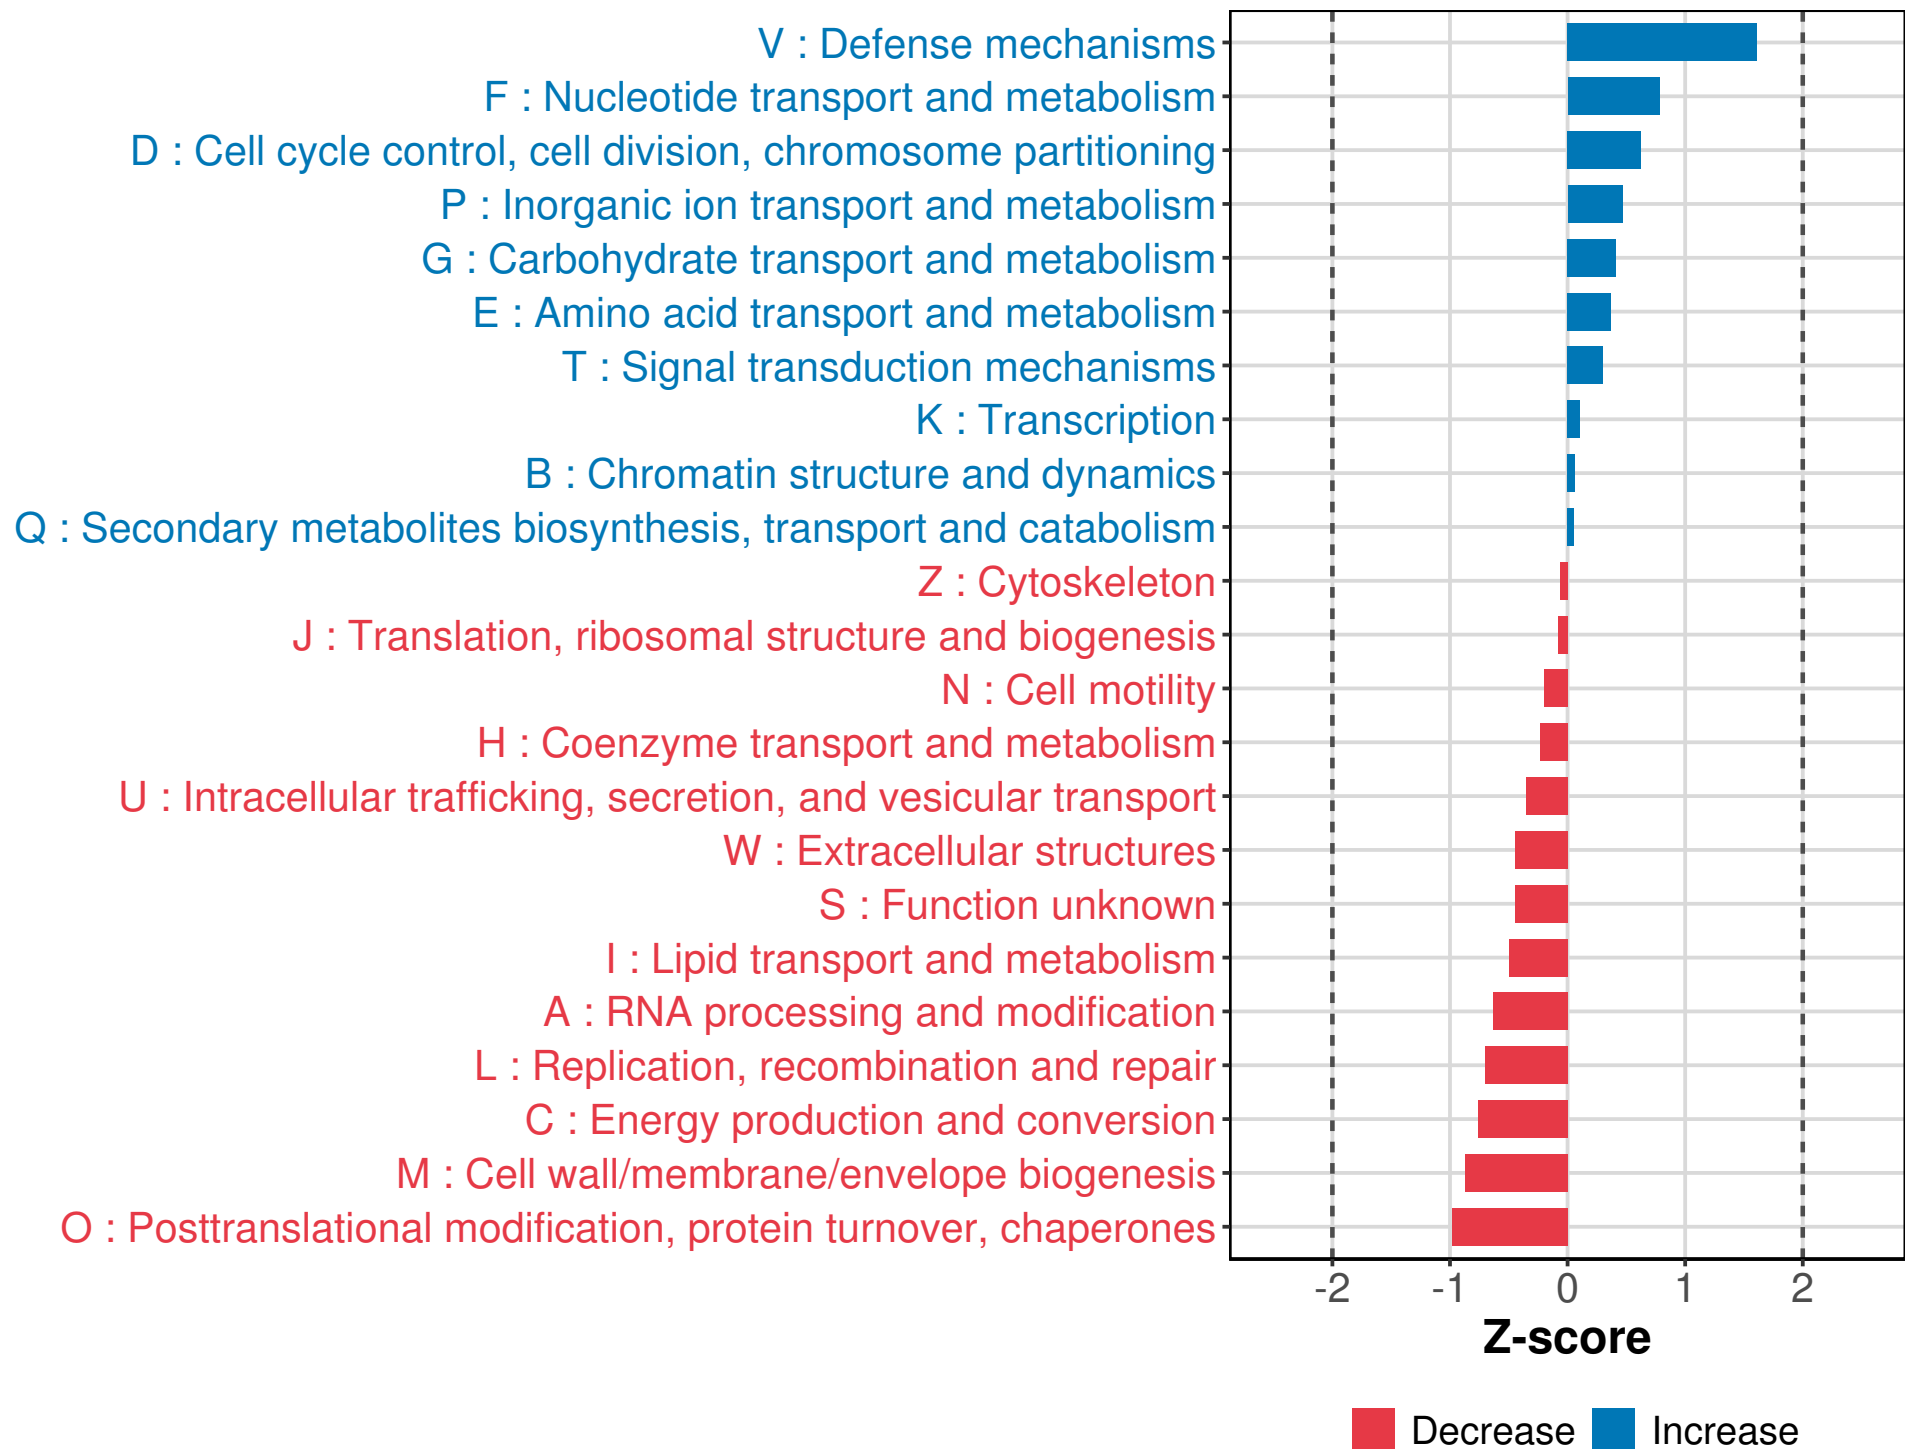 V : Defense mechanisms
F : Nucleotide transport and metabolism
D : Cell cycle control, cell division, chromosome partitioning
P : Inorganic ion transport and metabolism
G : Carbohydrate transport and metabolism
E : Amino acid transport and metabolism
T : Signal transduction mechanisms
K : Transcription
B : Chromatin structure and dynamics
Q : Secondary metabolites biosynthesis, transport and catabolism
Z : Cytoskeleton
J : Translation, ribosomal structure and biogenesis
N : Cell motility
H : Coenzyme transport and metabolism
U : Intracellular trafficking, secretion, and vesicular transport
W : Extracellular structures
S : Function unknown
I : Lipid transport and metabolism
A : RNA processing and modification
L : Replication, recombination and repair
C : Energy production and conversion
M : Cell wall/membrane/envelope biogenesis
O : Posttranslational modification, protein turnover, chaperones
-2 -1 0 1 2
Z-score
Decrease Increase